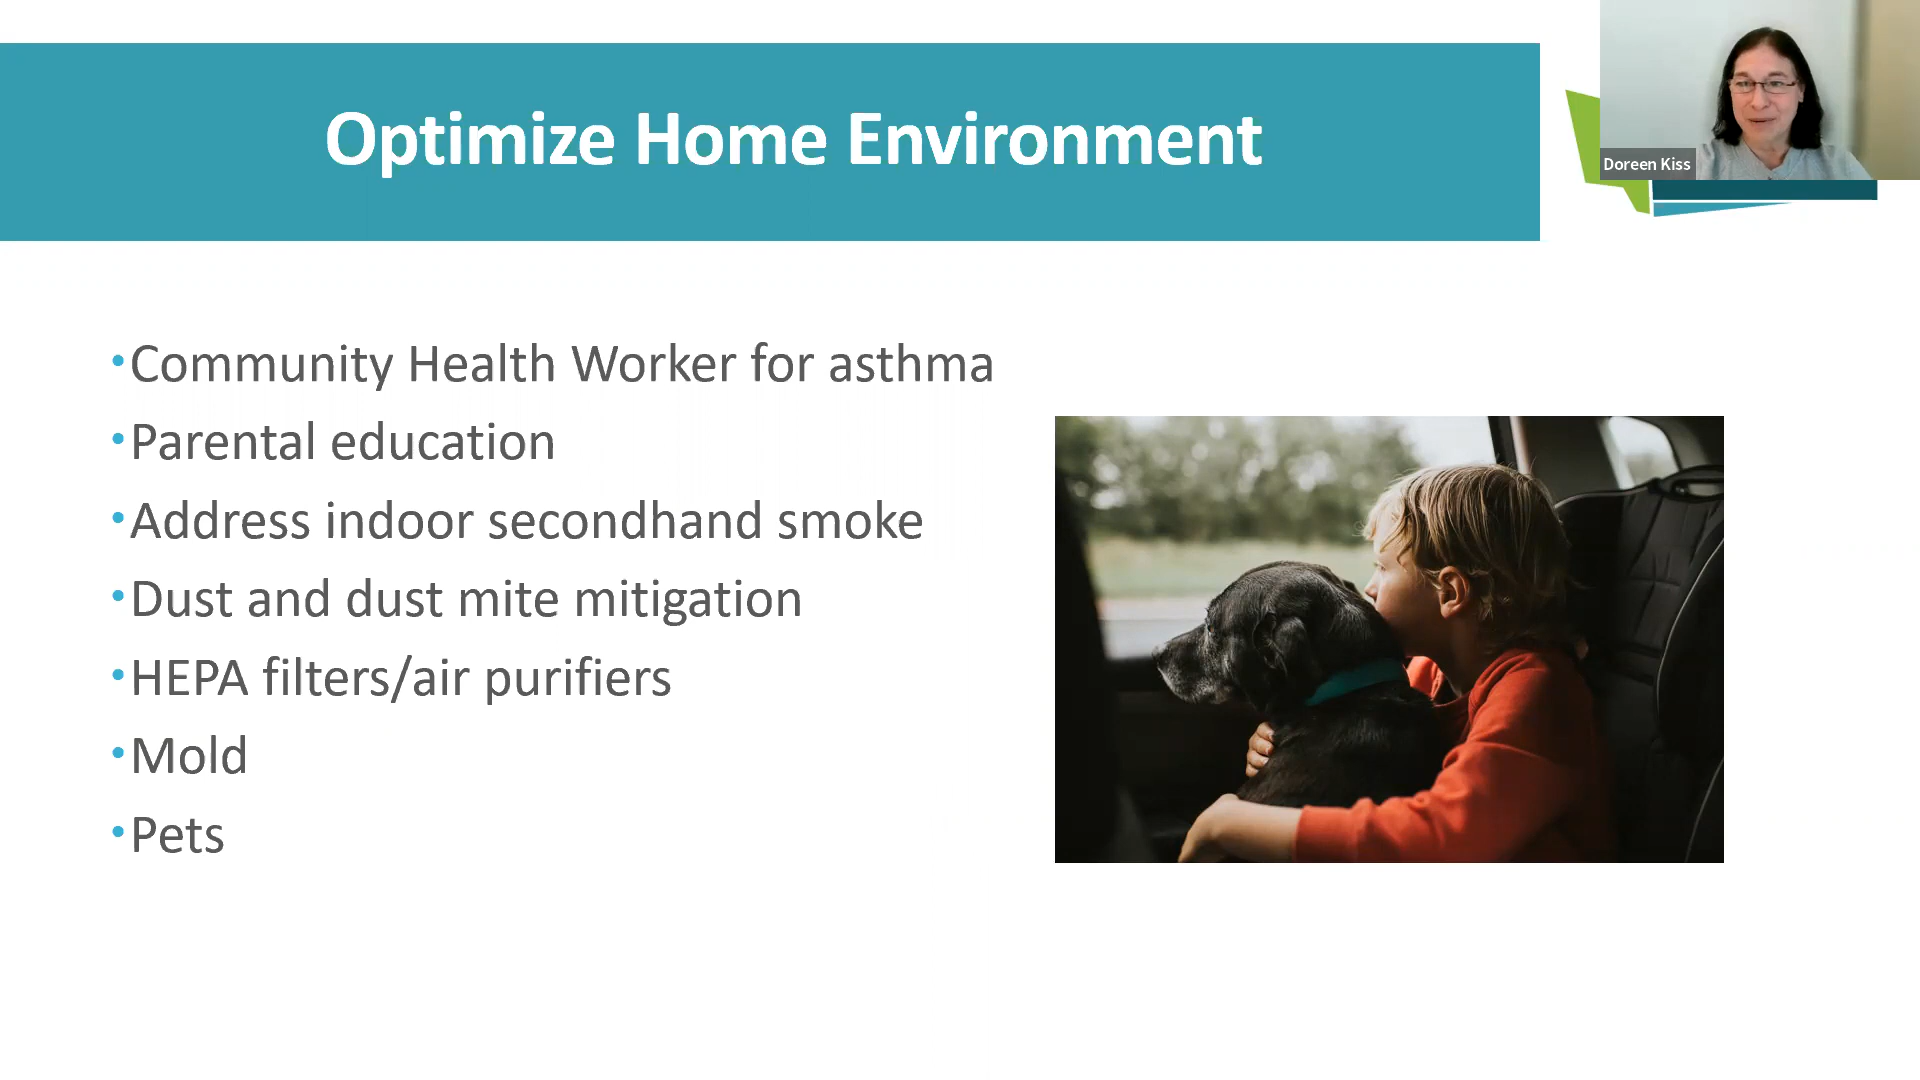 Optimize Home Environment
Doreen Kiss
•Community Health Worker for asthma
•Parental education
•Address indoor secondhand smoke
•Dust and dust mite mitigation
•HEPA filters/air purifiers
•Mold
•Pets